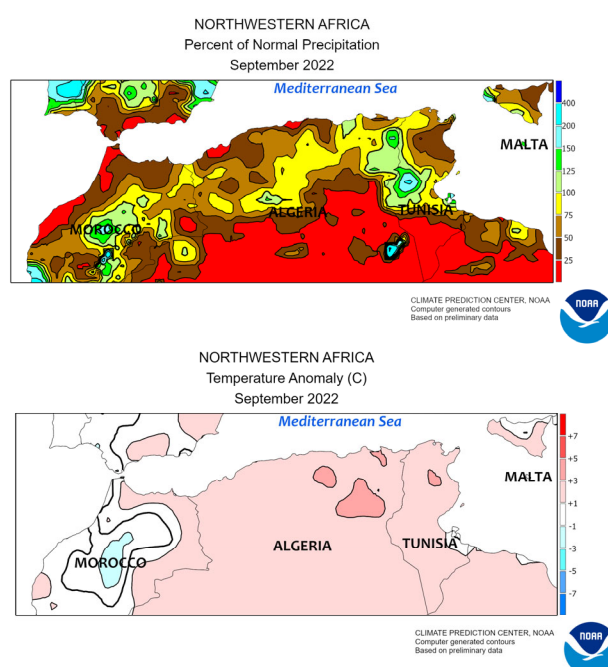 NORTHWESTERN AFRICA
Percent of Normal Precipitation
September 2022
Mediterranean Sea
400
200
150
MALTA
125
100
ALGERIA
TUNISIA
75
MOROCCO
50
25
CLIMATE PREDICTION CENTER, NOAA
Computer generated contours
Based on preliminary data
NOAA
NORTHWESTERN AFRICA
Temperature Anomaly (C)
September 2022
Mediterranean Sea
+7
+5
MALTA
+3
+1
ALGERIA
TUNISIA
-1
MOROCCO
-3
-5
-7
CLIMATE PREDICTION CENTER, NOAA
Computer generated contours
Based on preliminary data
NOAA